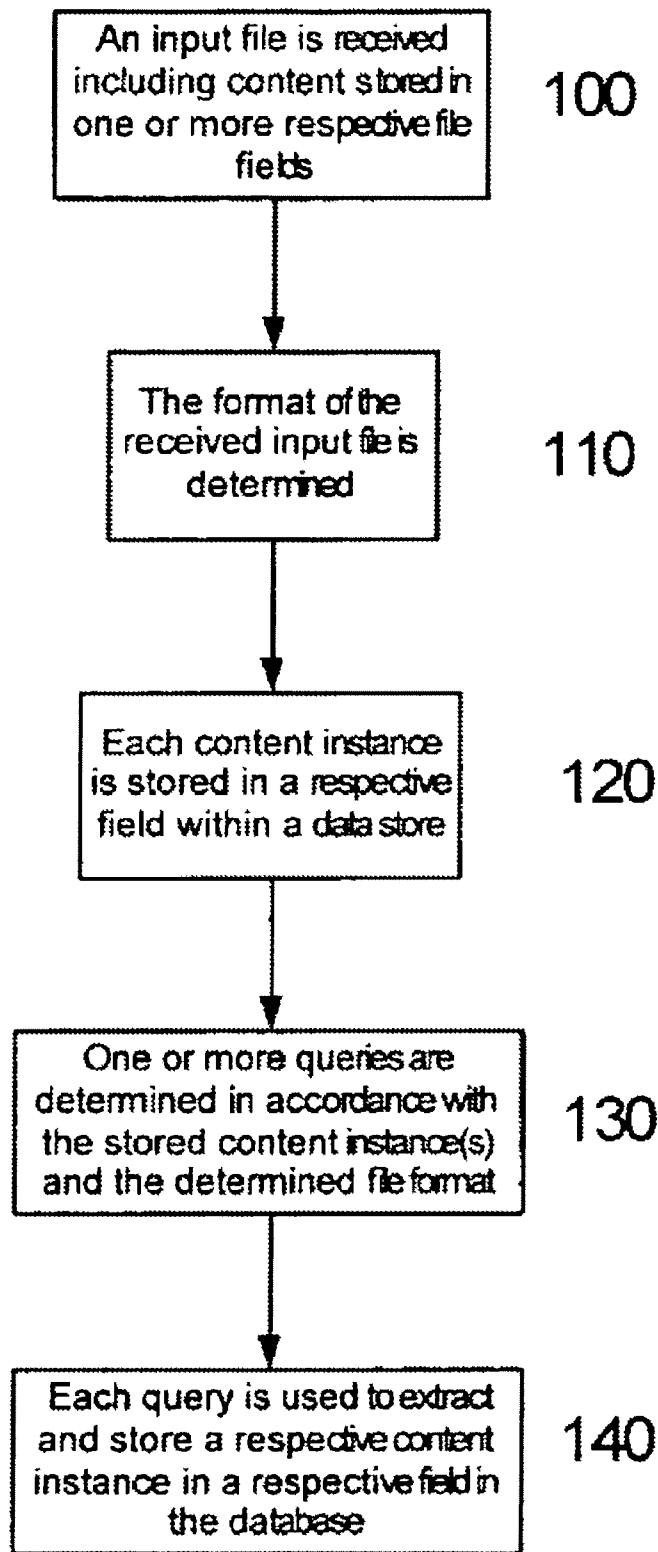 An input file is received
including content stored in
one or more respective file
fields
100
The format of the
received input file is
determined
110
Each content instance
is stored in a respective
field within a data store
120
One or more queries are
determined in accordance with
the stored content instance(s)
and the determined file format
130
Each query is used to extract
and store a respective content
instance in a respective field in
the database
140